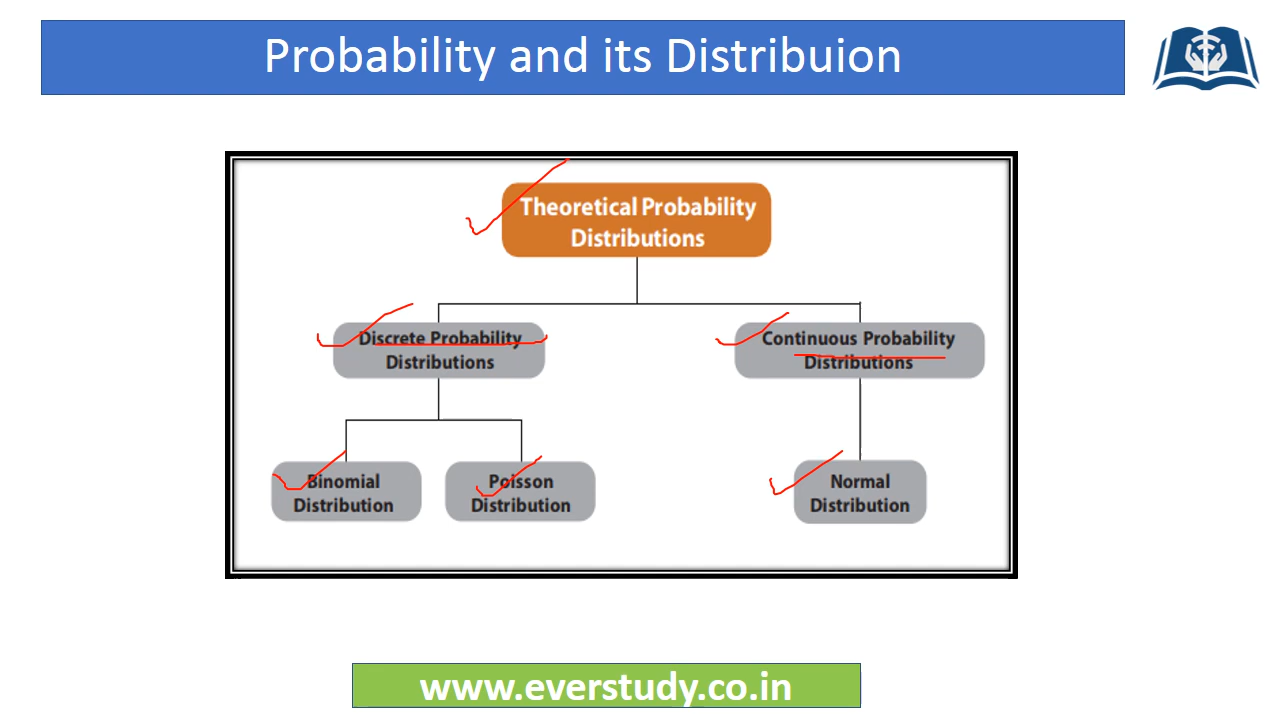 Probability and its Distribuion
Theoretical Probability
Distributions
Discrete Probability
Distributions
Continuous Probability
Distributions
Binomial
Distribution
Poisson
Distribution
Normal
Distribution
www.everstudy.co.in